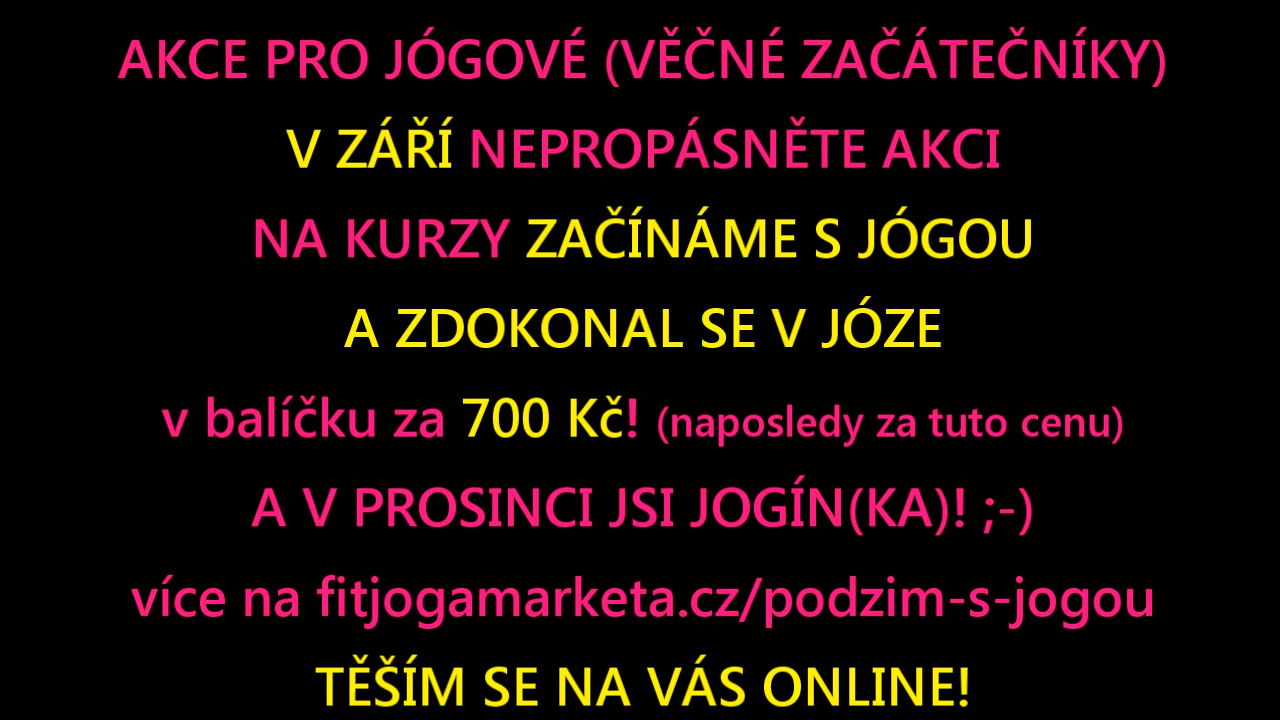 AKCE PRO JÓGOVÉ (VĚČNÉ ZAČÁTEČNÍKY)
V ZÁŘÍ NEPROPÁSNĚTE AKCI
NA KURZY ZAČÍNÁME S JÓGOU
A ZDOKONAL SE V JÓZE
v balíčku za 700 Kč! (naposledy za tuto cenu)
A V PROSINCI JSI JOGÍN(KA)! ;-)
více na fitjogamarketa.cz/podzim-s-jogou
TĚŠÍM SE NA VÁS ONLINE!